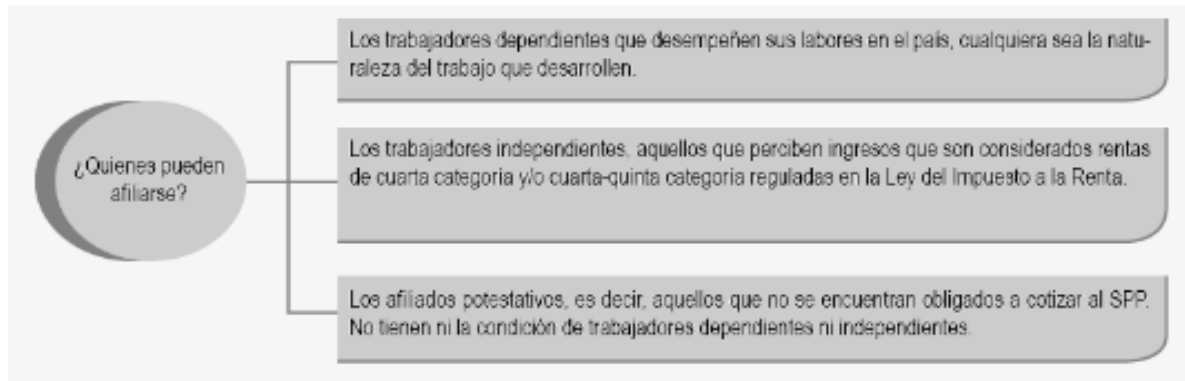 ¿Quienes pueden
afiliarse?
Los trabajadores dependientes que desempeñen sus labores en el país, cualquiera sea la natu-
raleza del trabajo que desarrollen.
Los trabajadores independientes, aquellos que perciben ingresos que son considerados rentas
de cuarta categoría y/o cuarta-quinta categoría reguladas en la Ley del Impuesto a la Renta.
Los afiliados potestativos, es decir, aquellos que no se encuentran obligados a cotizar al SPP.
No tienen ni la condición de trabajadores dependientes ni independientes.